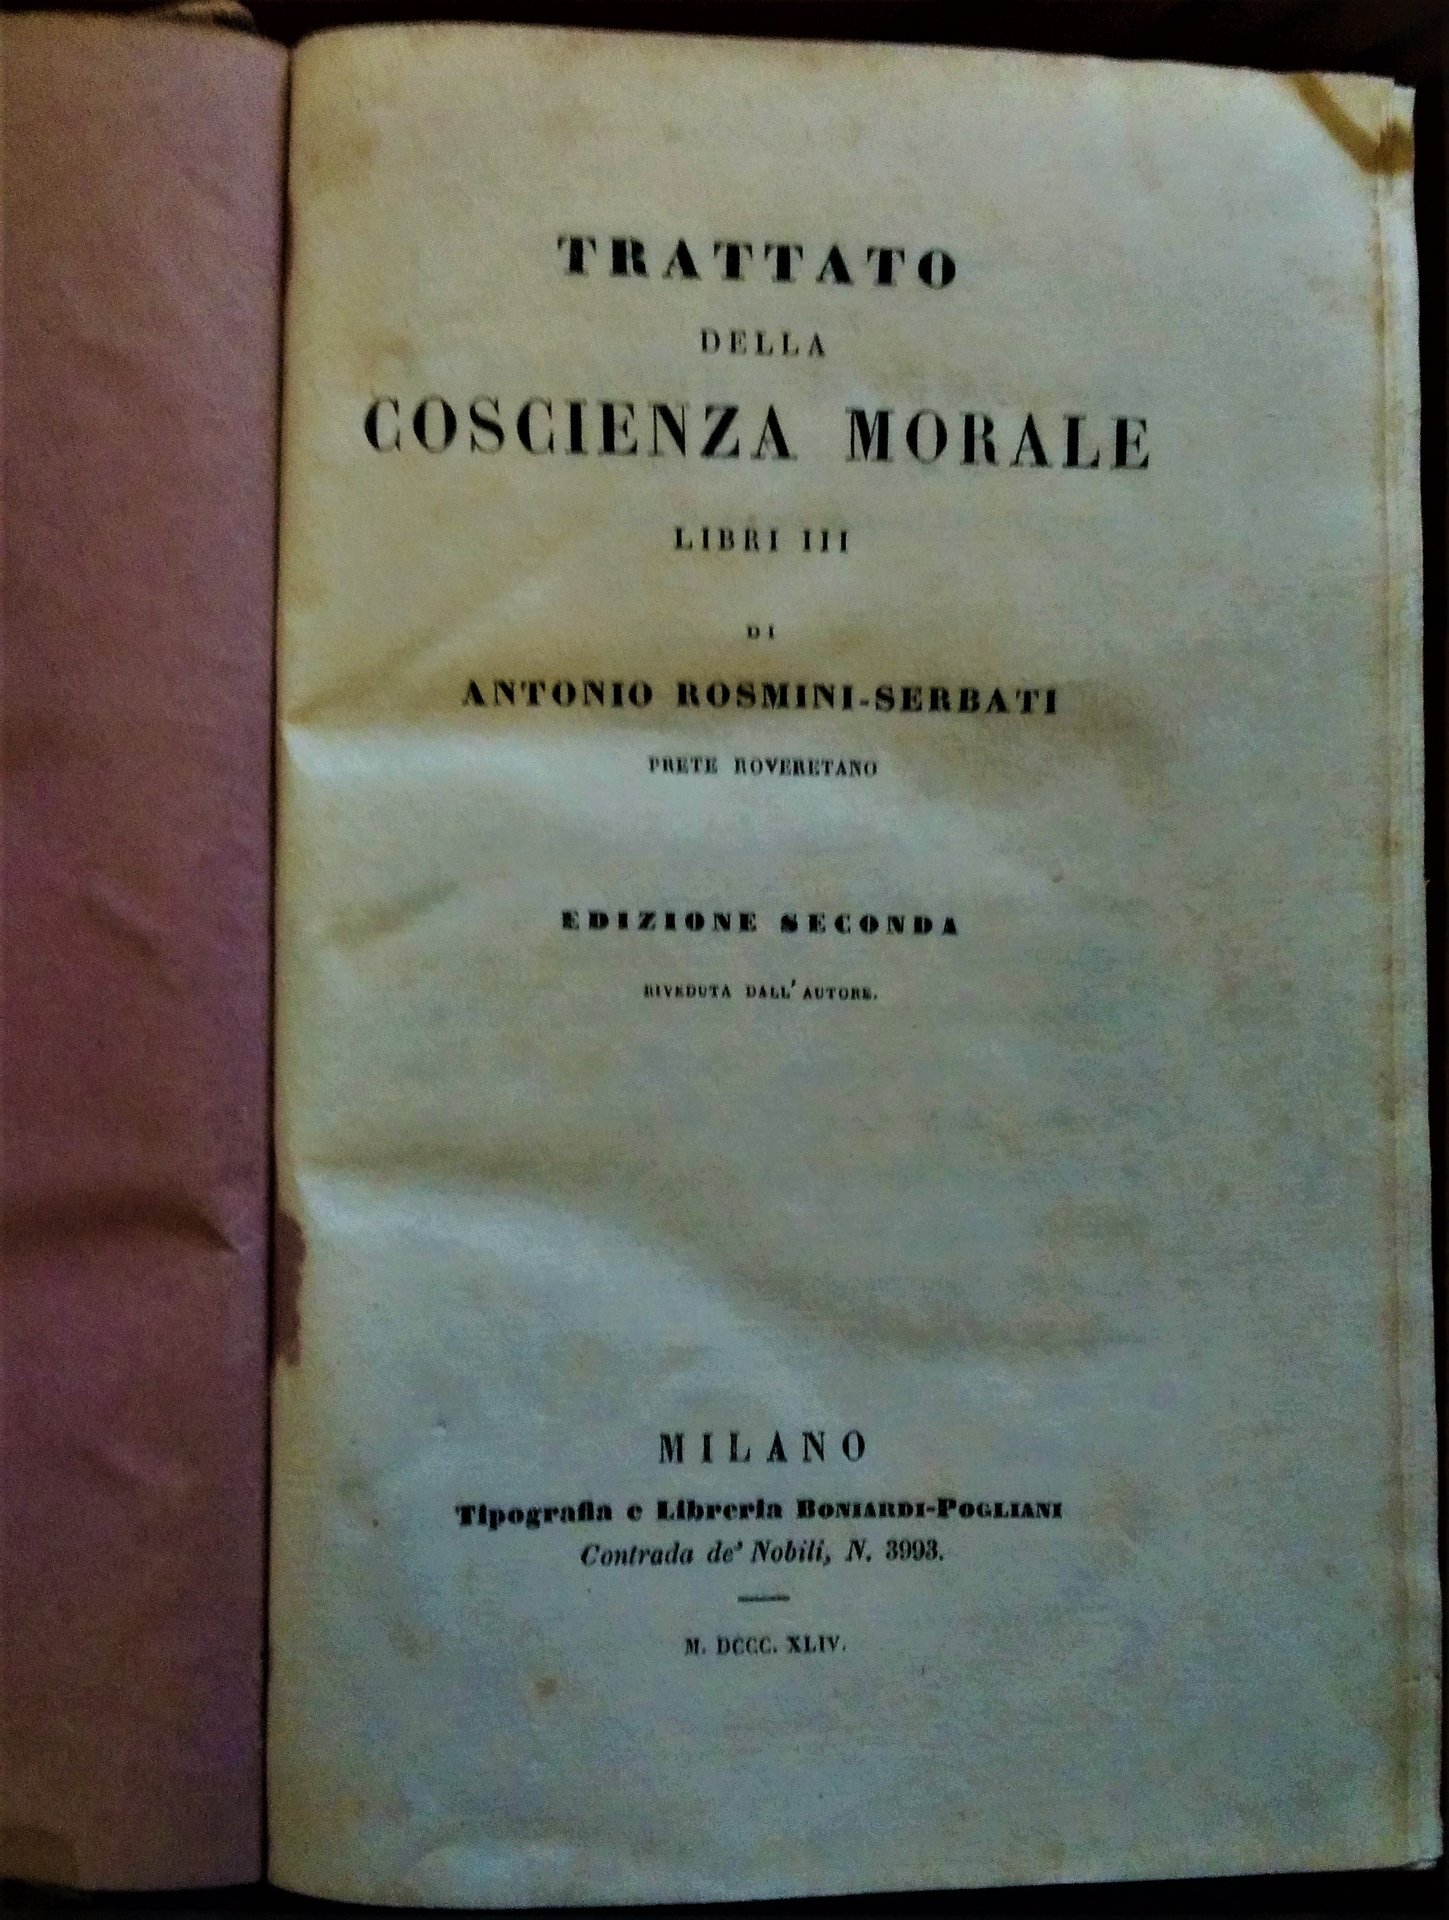 TRATTATO
DELLA
COSCIENZA MORALE
LIBRI III
DI
ANTONIO ROSMINI-SERBATI
PRETE ROVERETANO
EDIZIONE SECONDA
RIVEDUTA DALL' AUTORE.
MILANO
Tipografia e Libreria BONIARDI-POGLIANI
Contrada de' Nobili, N. 3993.
M. DCCC. XLIV.